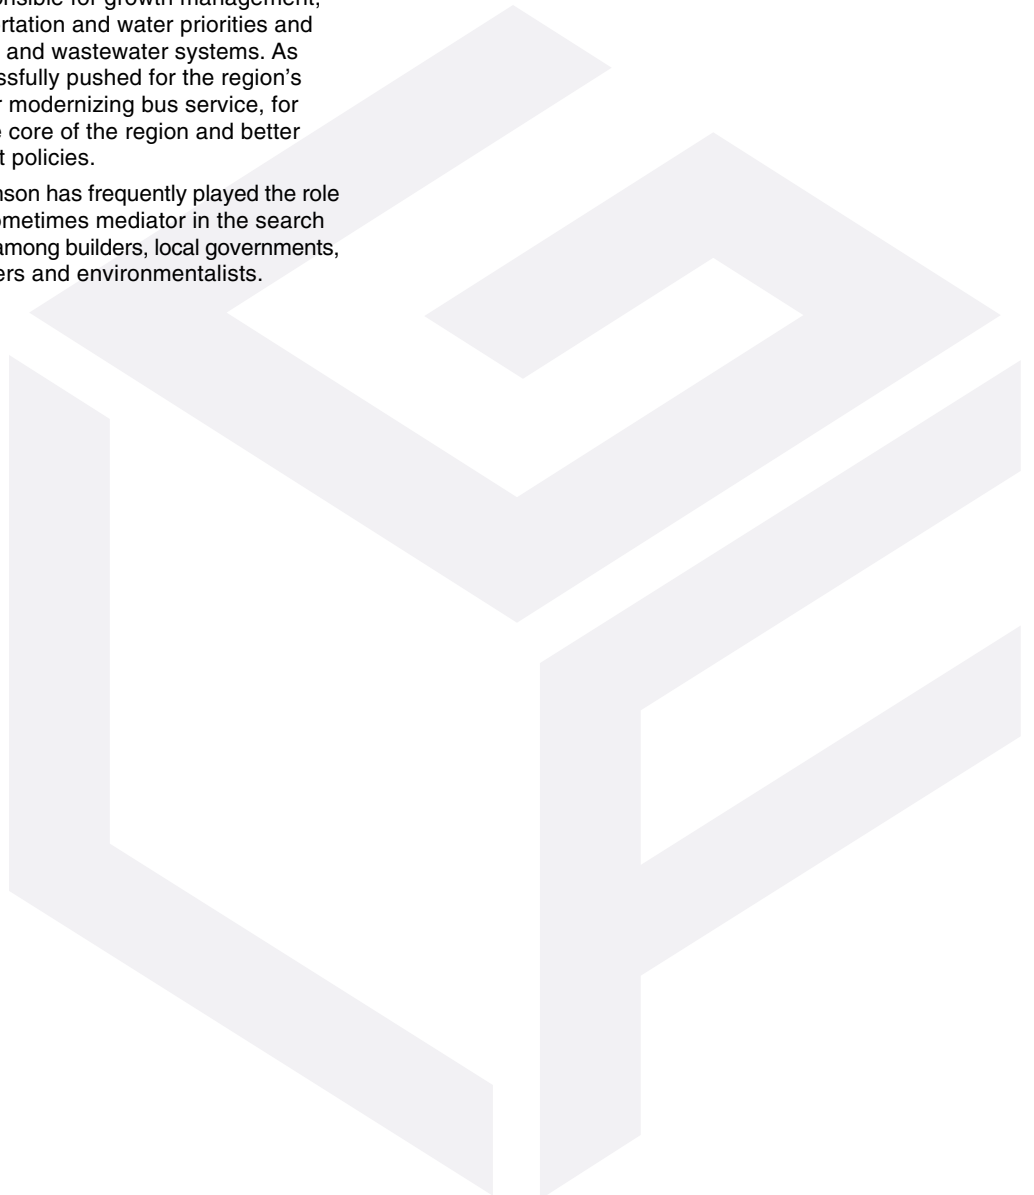 onsible for growth management,
rtation and water priorities and
and wastewater systems. As
ssfully pushed for the region’s
r modernizing bus service, for
e core of the region and better
t policies.
nson has frequently played the role
ometimes mediator in the search
among builders, local governments,
ers and environmentalists.